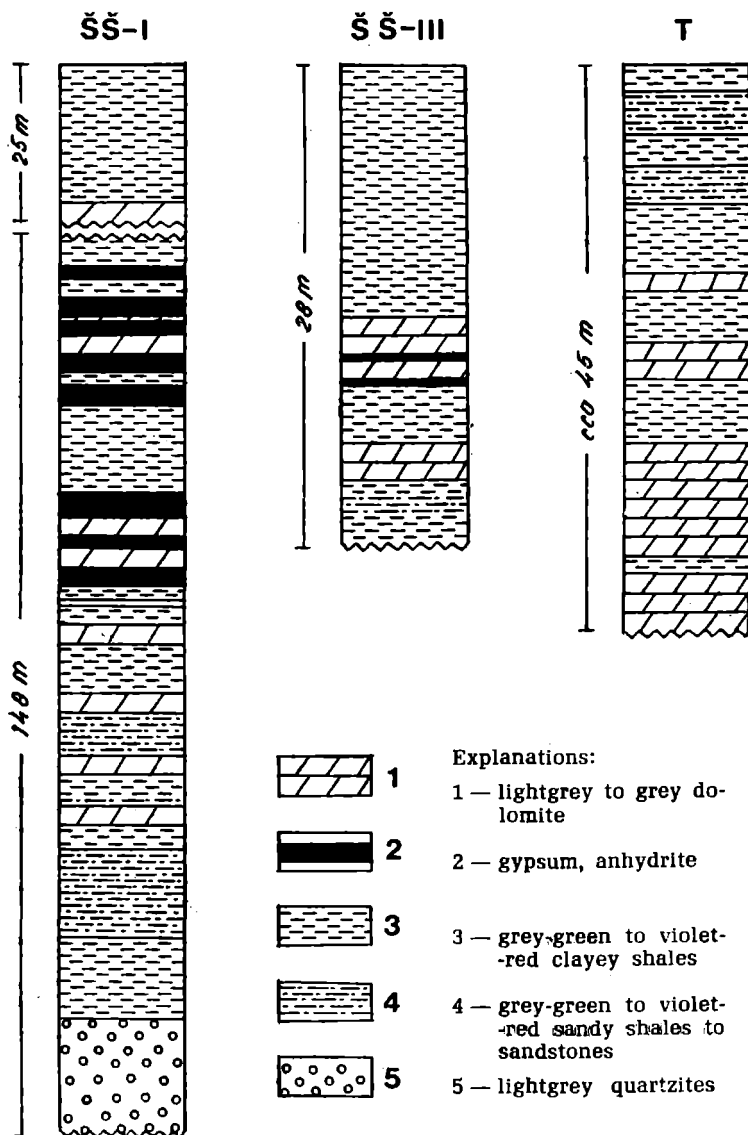 ŠŠ-I
ŠŠ-III
T
25 m
148 m
28 m
cco 45 m
1
2
3
4
5
Explanations:
1 — lightgrey to grey do-
lomite
2 — gypsum, anhydrite
3 — grey-green to violet-
-red clayey shales
4 — grey-green to violet-
-red sandy shales to
sandstones
5 — lightgrey quartzites